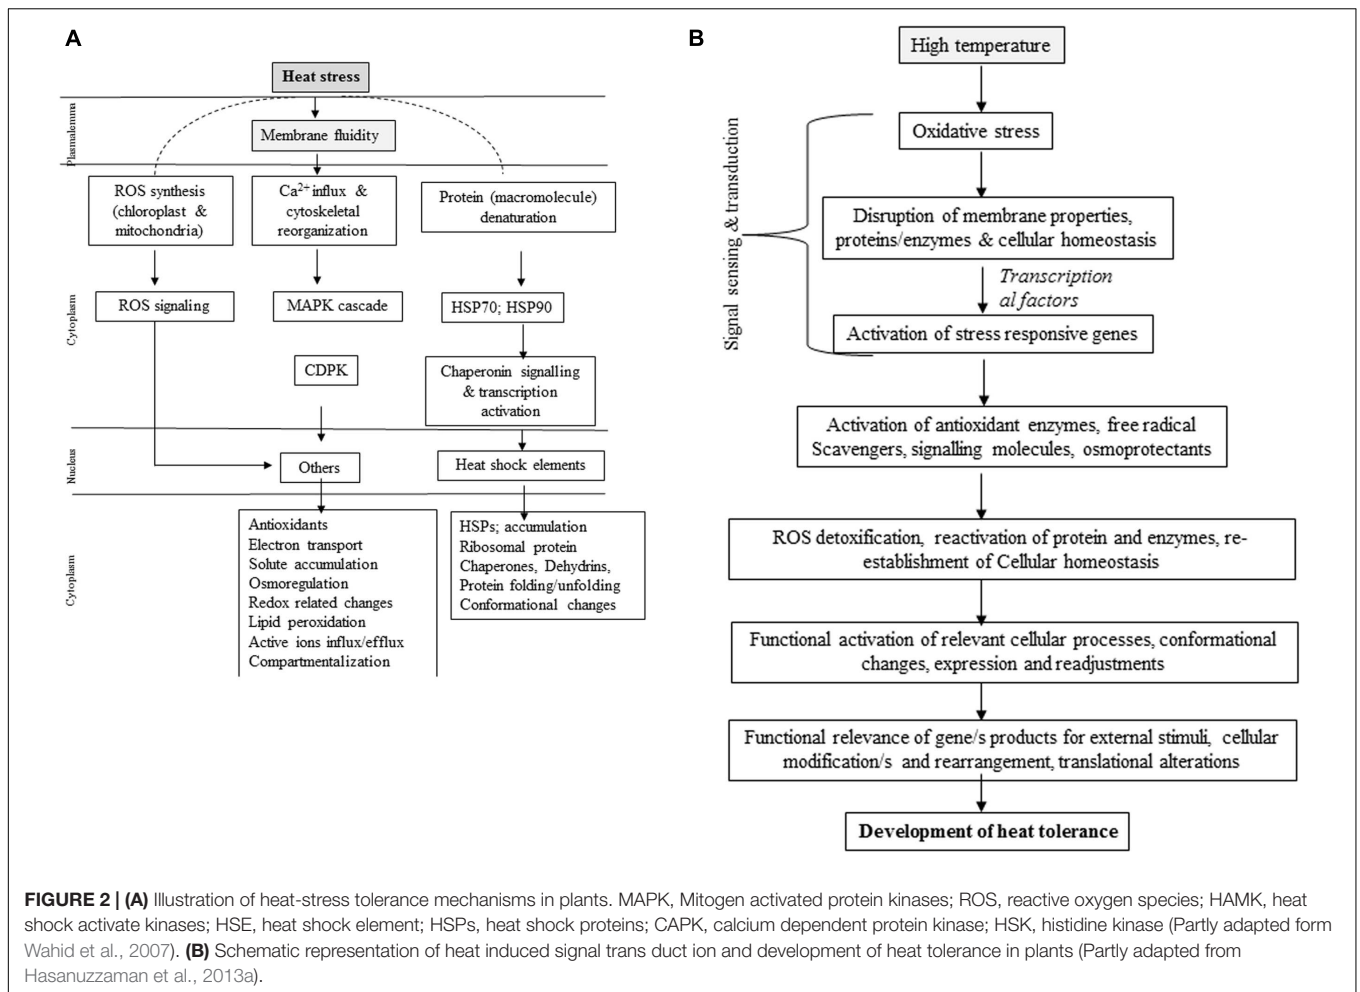 A
Heat stress
Plasmalemma
Membrane fluidity
ROS synthesis
(chloroplast &
mitochondria)
Ca2+ influx &
cytoskeletal
reorganization
Protein (macromolecule)
denaturation
Cytoplasm
ROS signaling
MAPK cascade
HSP70; HSP90
CDPK
Chaperonin signalling
& transcription
activation
Nucleus
Others
Heat shock elements
Cytoplasm
Antioxidants
Electron transport
Solute accumulation
Osmoregulation
Redox related changes
Lipid peroxidation
Active ions influx/efflux
Compartmentalization
HSPs; accumulation
Ribosomal protein
Chaperones, Dehydrins,
Protein folding/unfolding
Conformational changes
B
High temperature
Signal sensing & transduction
Oxidative stress
Disruption of membrane properties,
proteins/enzymes & cellular homeostasis
Transcription
al factors
Activation of stress responsive genes
Activation of antioxidant enzymes, free radical
Scavengers, signalling molecules, osmoprotectants
ROS detoxification, reactivation of protein and enzymes, re-
establishment of Cellular homeostasis
Functional activation of relevant cellular processes, conformational
changes, expression and readjustments
Functional relevance of gene/s products for external stimuli, cellular
modification/s and rearrangement, translational alterations
Development of heat tolerance
FIGURE 2 | (A) Illustration of heat-stress tolerance mechanisms in plants. MAPK, Mitogen activated protein kinases; ROS, reactive oxygen species; HAMK, heat
shock activate kinases; HSE, heat shock element; HSPs, heat shock proteins; CAPK, calcium dependent protein kinase; HSK, histidine kinase (Partly adapted form
Wahid et al., 2007). (B) Schematic representation of heat induced signal trans duct ion and development of heat tolerance in plants (Partly adapted from
Hasanuzzaman et al., 2013a).